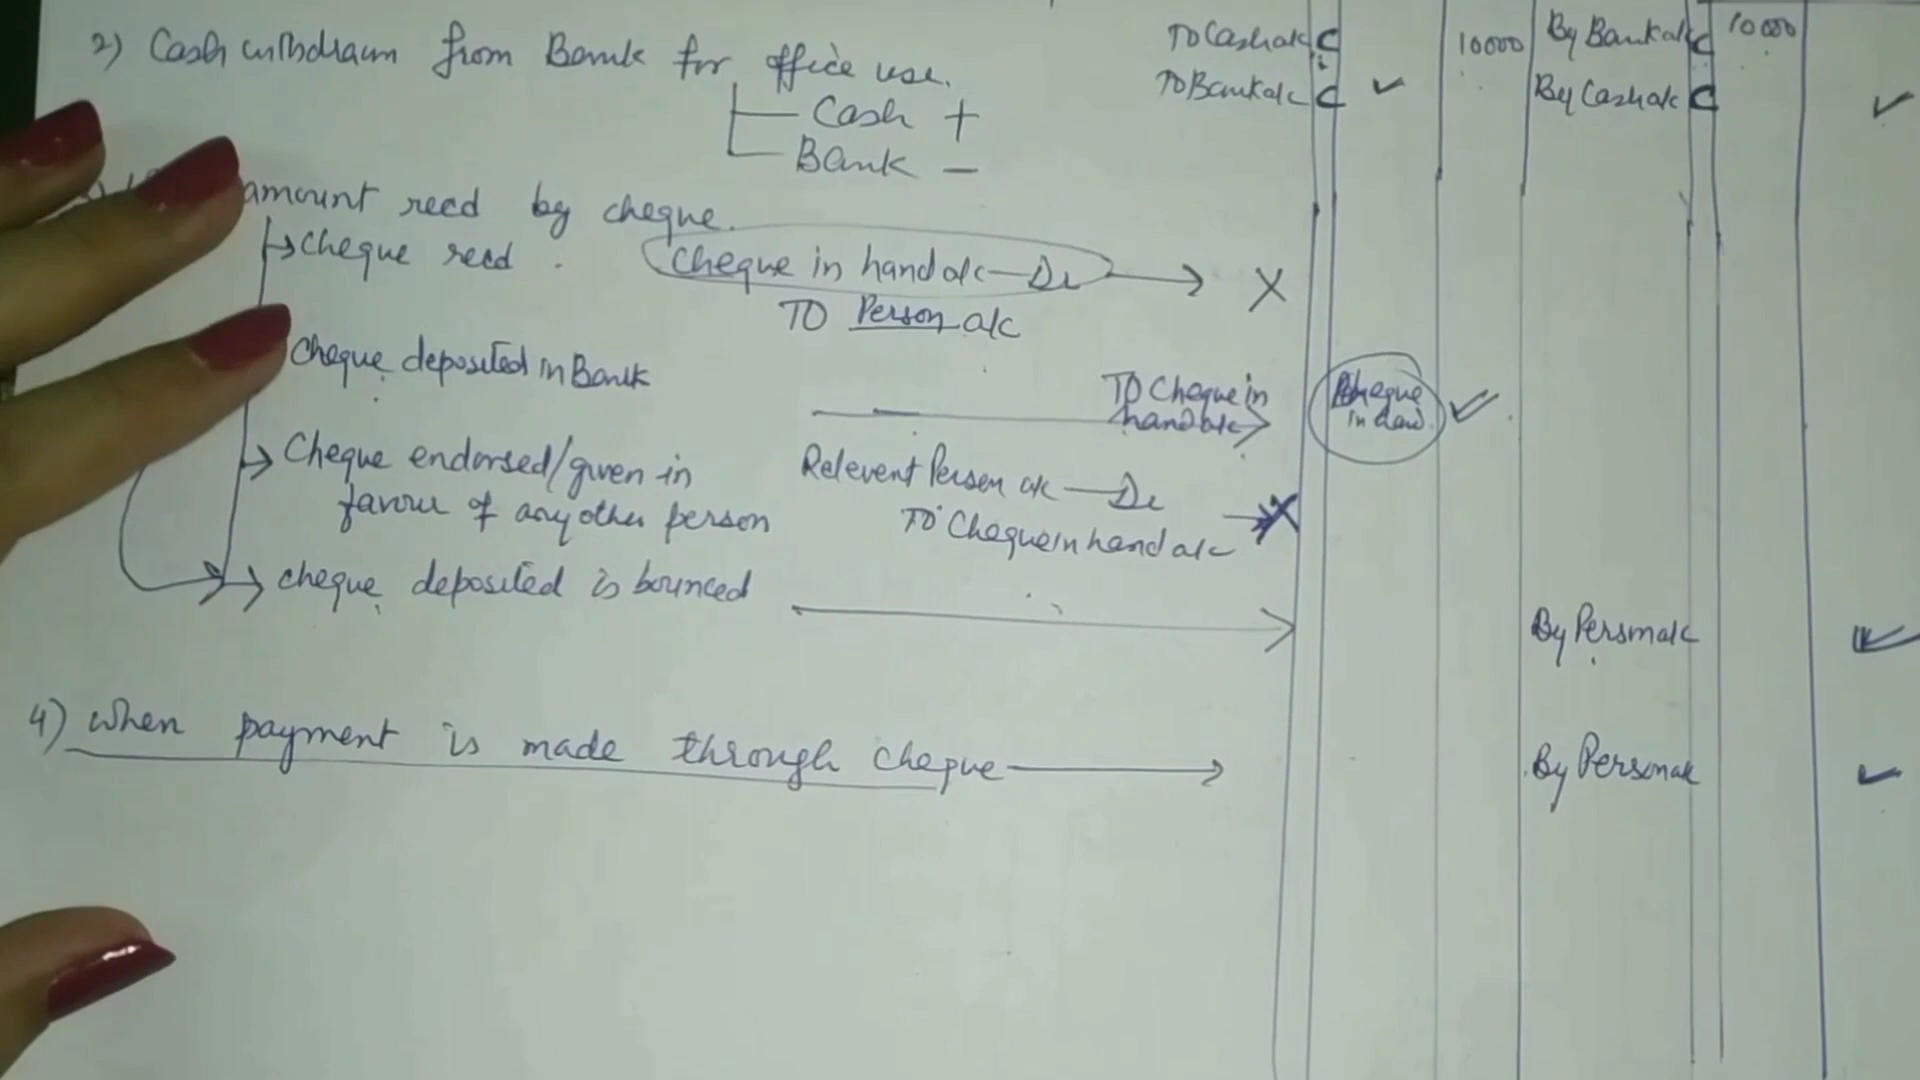 2) Cash withdrawn from Bank for office use.
Cash +
Bank -
To Cash a/c C 10000 By Bank a/c C 10000
To Bank a/c C ✓ By Cash a/c C ✓
amount recd by cheque.
→ cheque recd. Cheque in hand a/c — Dr → X
TO Person a/c
Cheque deposited in Bank
TO Cheque in
hand a/c
Cheque
in
✓
→ Cheque endorsed/given in
favour of any other person
Relevent Person a/c — Dr
TO Cheque in hand a/c → X
→ cheque deposited is bounced → By Person a/c ✓
4) when payment is made through cheque → By Person a/c ✓